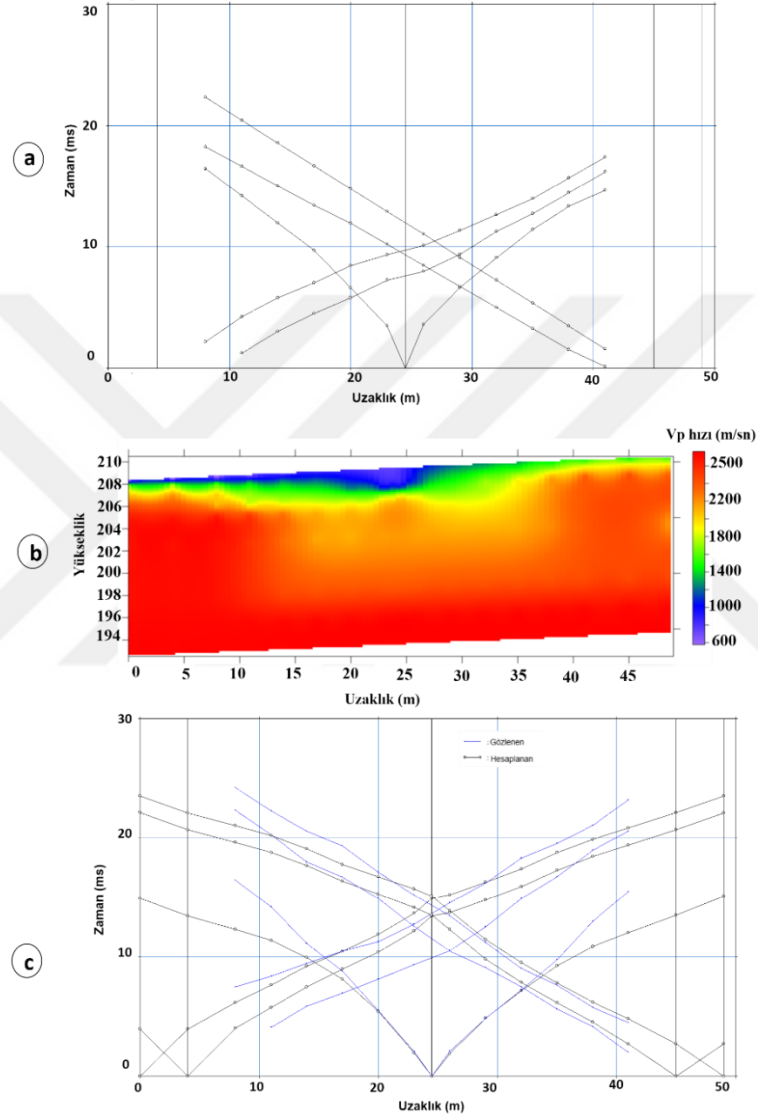 30
20
10
0
Zaman (ms)
a
0 10 20 30 40 50
Uzaklık (m)
Vp hızı (m/sn)
210
208
206
204
202
200
198
196
194
Yükseklik
b
2500
2200
1800
1400
1000
600
0 5 10 15 20 25 30 35 40 45
Uzaklık (m)
30
20
10
0
Zaman (ms)
c
: Gözlenen
: Hesaplanan
0 10 20 30 40 50
Uzaklık (m)